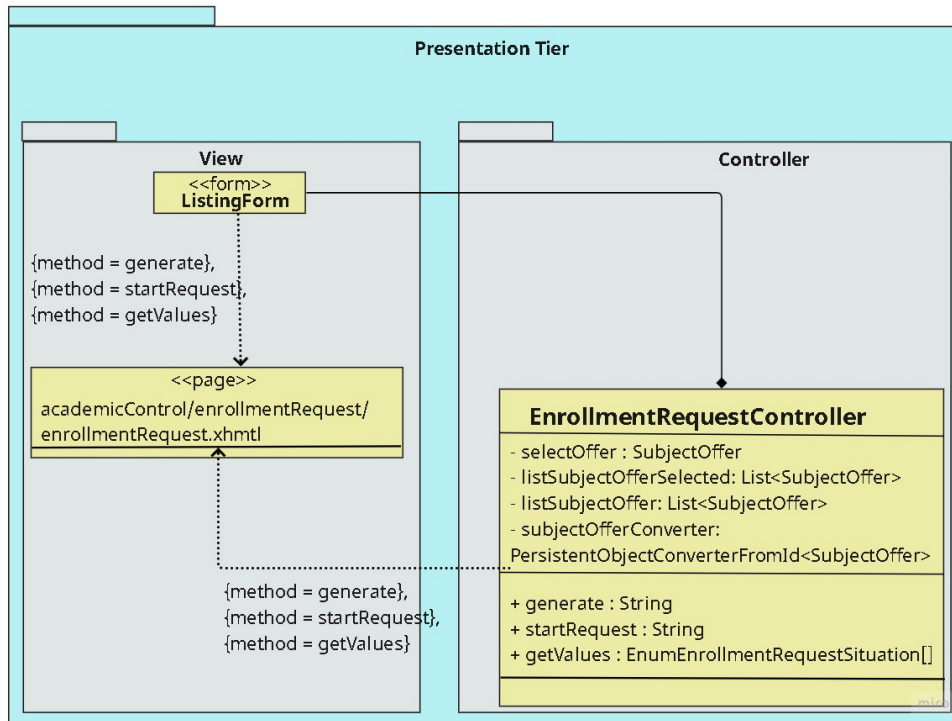 Presentation Tier
View
<<form>>
ListingForm
{method = generate},
{method = startRequest},
{method = getValues}
<<page>>
academicControl/enrollmentRequest/
enrollmentRequest.xhmtl
{method = generate},
{method = startRequest},
{method = getValues}
Controller
EnrollmentRequestController
- selectOffer : SubjectOffer
- listSubjectOfferSelected: List<SubjectOffer>
- listSubjectOffer: List<SubjectOffer>
- subjectOfferConverter:
PersistentObjectConverterFromId<SubjectOffer>
+ generate : String
+ startRequest : String
+ getValues : EnumEnrollmentRequestSituation[]